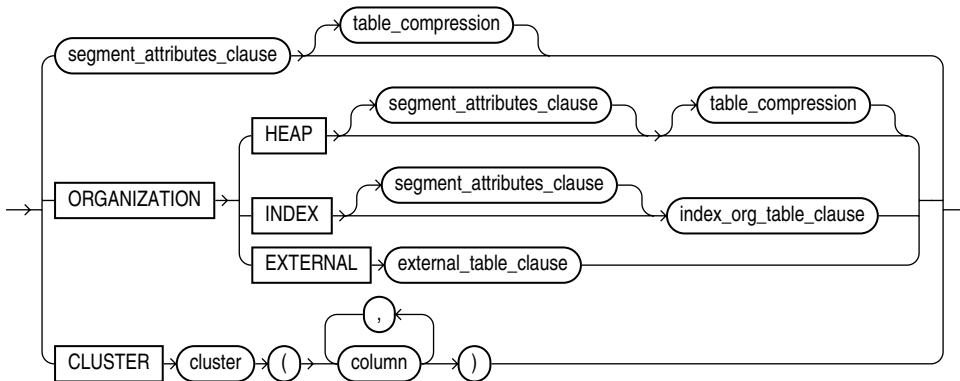 table_compression
segment_attributes_clause
segment_attributes_clause table_compression
HEAP
segment_attributes_clause
ORGANIZATION INDEX index_org_table_clause
EXTERNAL external_table_clause
,
CLUSTER cluster ( column )